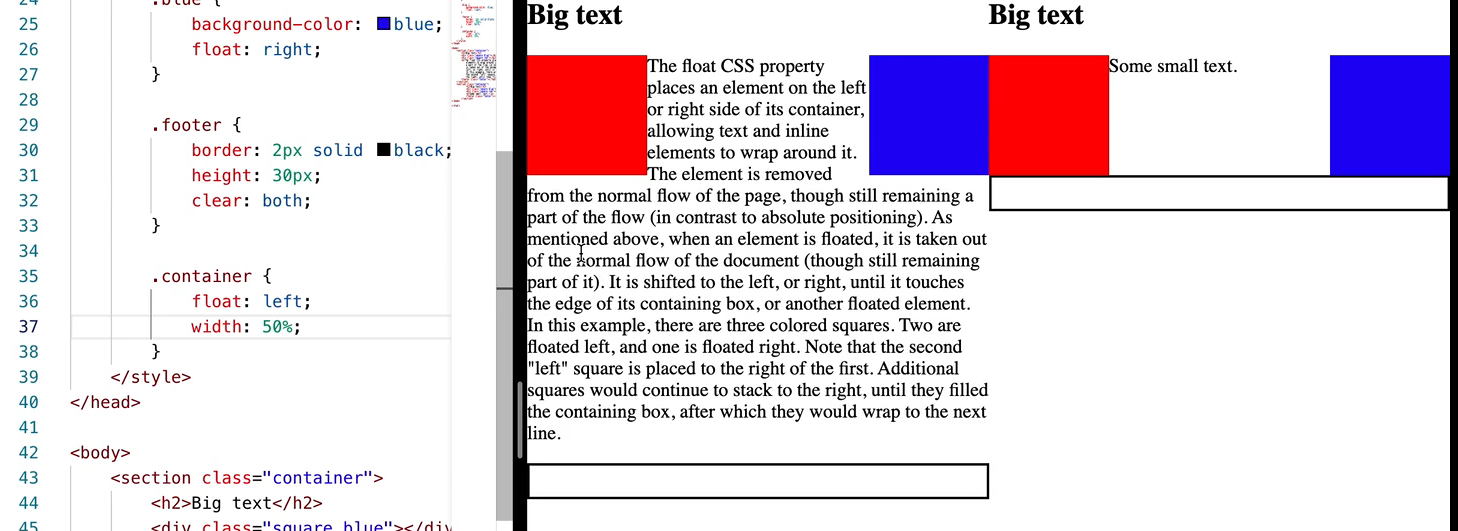 24 .blue {
25 background-color: blue;
26 float: right;
27 }
28
29 .footer {
30 border: 2px solid black;
31 height: 30px;
32 clear: both;
33 }
34
35 .container {
36 float: left;
37 width: 50%;
38 }
39 </style>
40 </head>
41
42 <body>
43 <section class="container">
44 <h2>Big text</h2>
45 <div class="square blue"></div
Big text
The float CSS property
places an element on the left
or right side of its container,
allowing text and inline
elements to wrap around it.
The element is removed
from the normal flow of the page, though still remaining a
part of the flow (in contrast to absolute positioning). As
mentioned above, when an element is floated, it is taken out
of the normal flow of the document (though still remaining
part of it). It is shifted to the left, or right, until it touches
the edge of its containing box, or another floated element.
In this example, there are three colored squares. Two are
floated left, and one is floated right. Note that the second
"left" square is placed to the right of the first. Additional
squares would continue to stack to the right, until they filled
the containing box, after which they would wrap to the next
line.
Big text
Some small text.